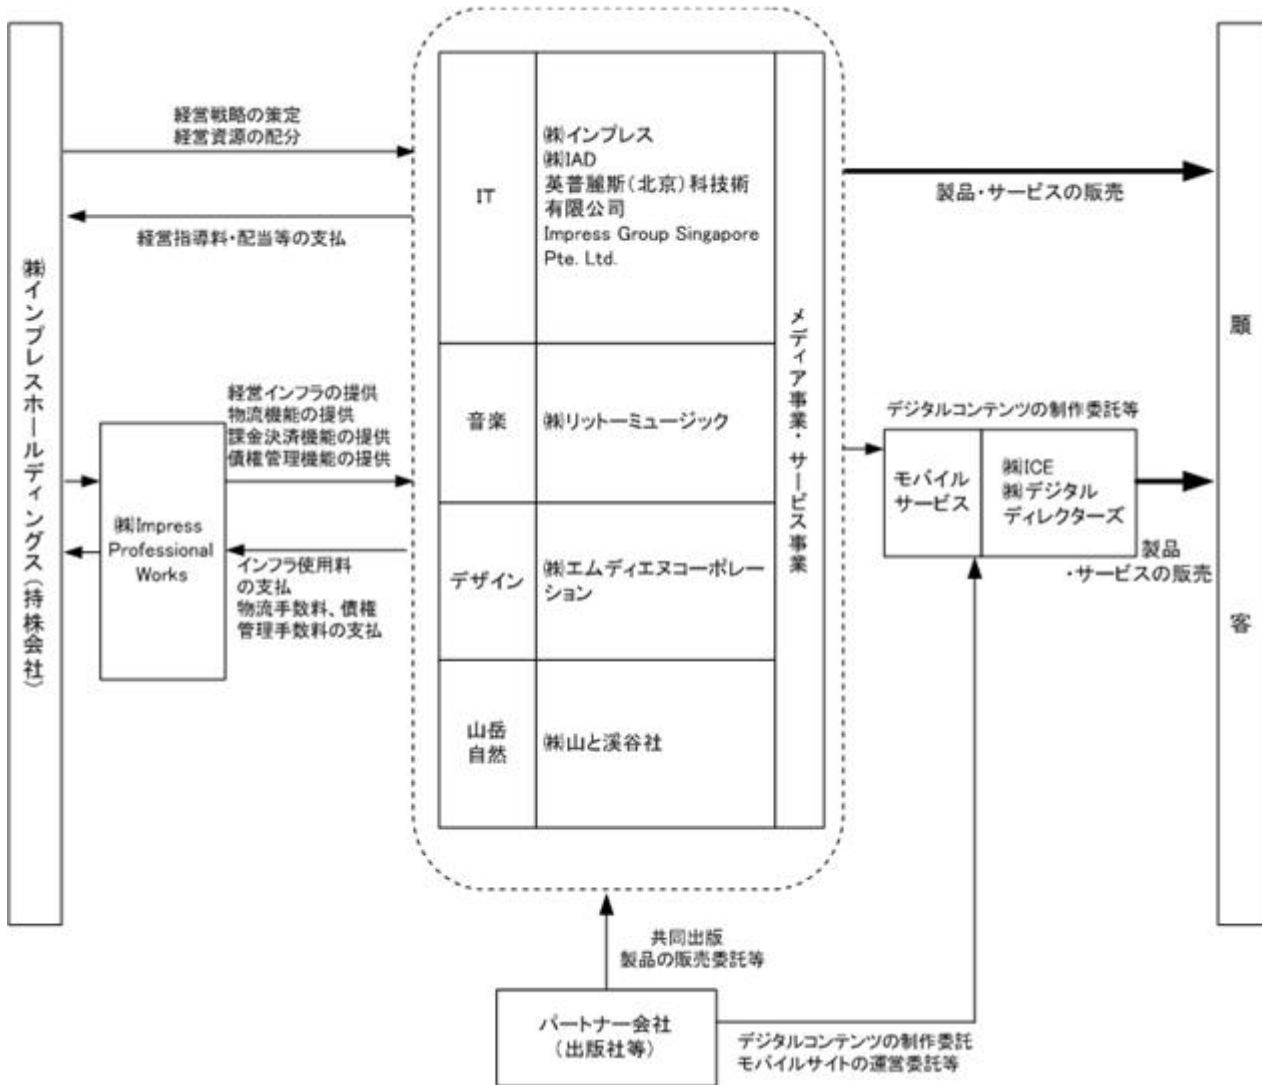 ㈱インプレスホールディングス(持株会社)
経営戦略の策定
経営資源の配分
経営指導料・配当等の支払
㈱Impress
Professional
Works
経営インフラの提供
物流機能の提供
課金決済機能の提供
債権管理機能の提供
インフラ使用料
の支払
物流手数料、債権
管理手数料の支払
IT
㈱インプレス
㈱IAD
英普麗斯(北京)科技術
有限公司
Impress Group Singapore
Pte. Ltd.
音楽
㈱リットーミュージック
デザイン
㈱エムディエヌコーポレー
ション
山岳
自然
㈱山と溪谷社
メディア事業・サービス事業
製品・サービスの販売
デジタルコンテンツの制作委託等
モバイル
サービス
㈱ICE
㈱デジタル
ディレクターズ
製品
・サービスの販売
顧客
共同出版
製品の販売委託等
パートナー会社
(出版社等)
デジタルコンテンツの制作委託
モバイルサイトの運営委託等